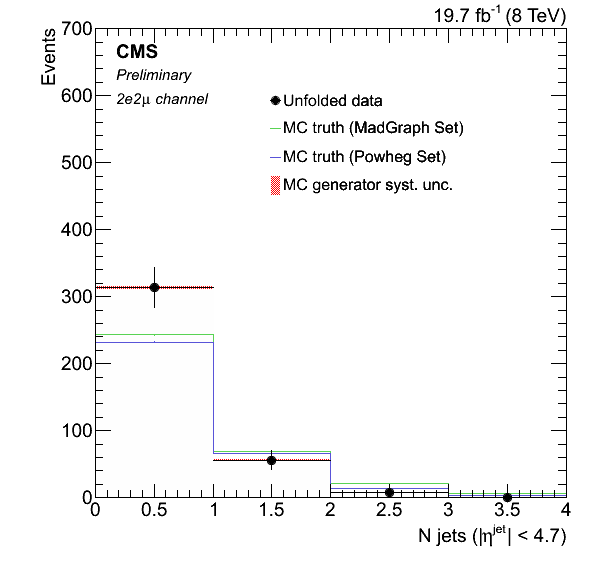 19.7 fb⁻¹ (8 TeV)
Events
700
600
500
400
300
200
100
0
CMS
Preliminary
2e2μ channel
Unfolded data
MC truth (MadGraph Set)
MC truth (Powheg Set)
MC generator syst. unc.
0 0.5 1 1.5 2 2.5 3 3.5 4
N jets (|η^jet| < 4.7)